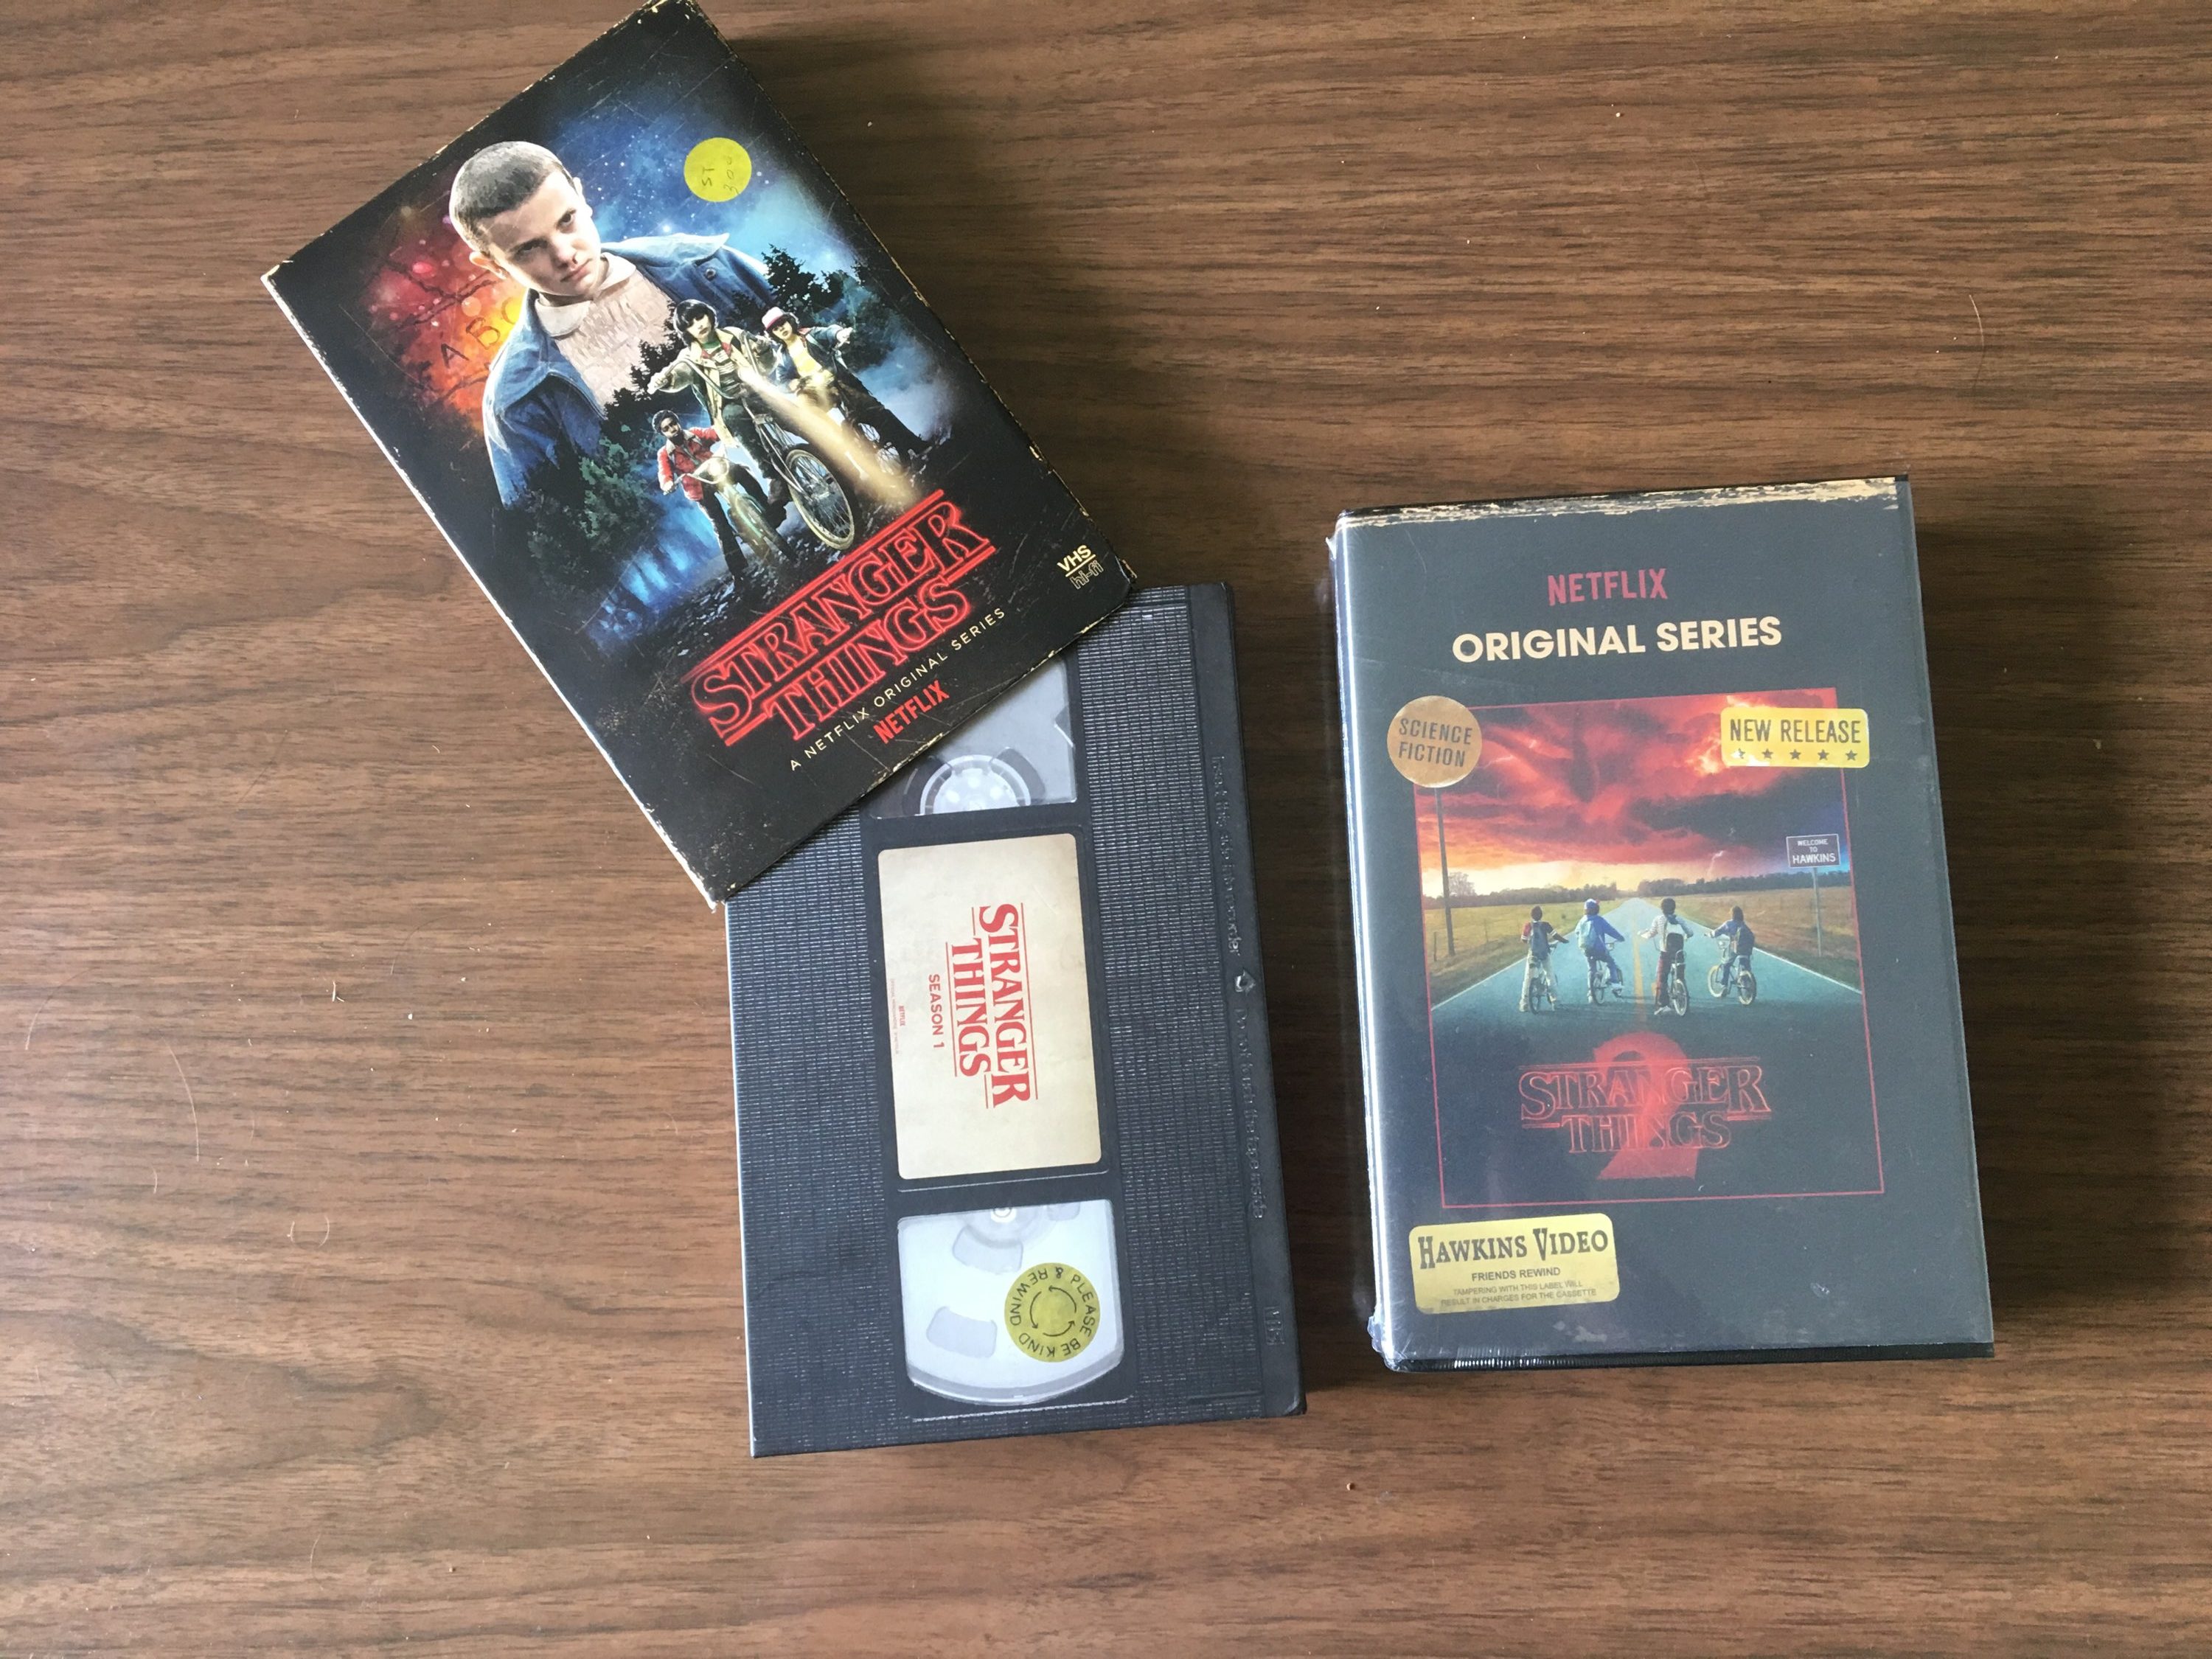 ST
300
A B C
STRANGER
THINGS
A NETFLIX ORIGINAL SERIES
NETFLIX
VHS
hi-fi
STRANGER
THINGS
SEASON 1
NETFLIX
PLEASE BE KIND & REWIND
VHS
NETFLIX
ORIGINAL SERIES
SCIENCE
FICTION
NEW RELEASE
WELCOME
TO
HAWKINS
2
STRANGER
THINGS
HAWKINS VIDEO
FRIENDS REWIND
TAMPERING WITH THIS LABEL WILL
RESULT IN CHARGES FOR THE CASSETTE